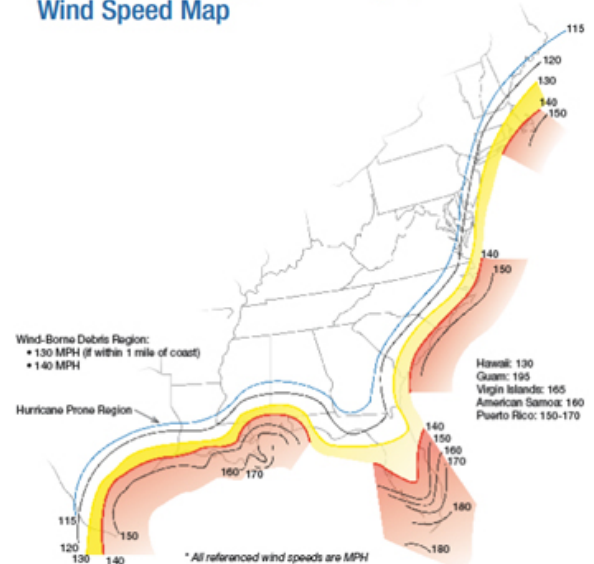 Wind Speed Map
115
120
130
140
150
140
150
Wind-Borne Debris Region:
• 130 MPH (if within 1 mile of coast)
• 140 MPH
Hawaii: 130
Guam: 195
Virgin Islands: 165
American Samoa: 160
Puerto Rico: 150-170
Hurricane Prone Region
140
150
160
170
160
170
180
115
150
180
120
130
140
* All referenced wind speeds are MPH